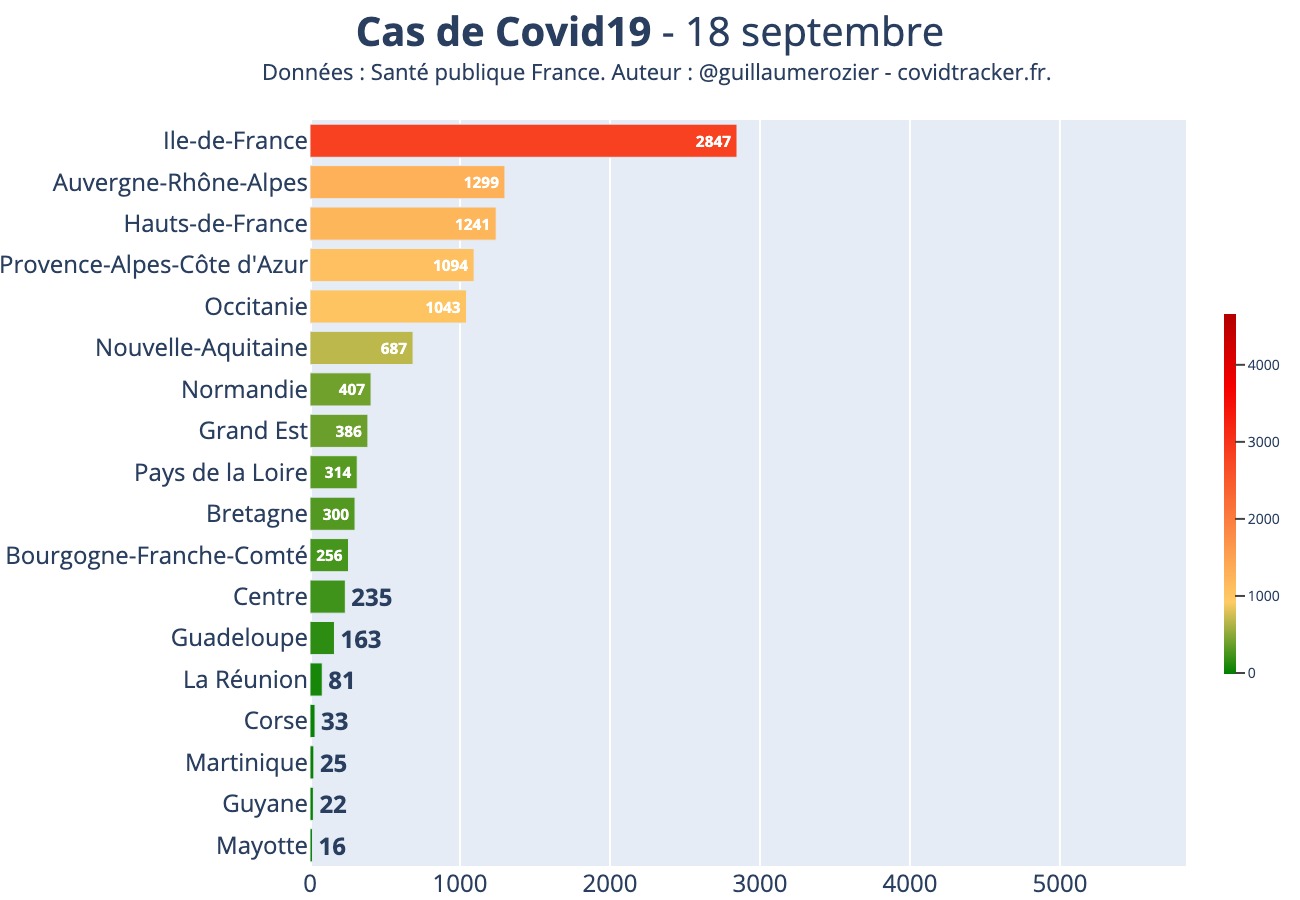 Cas de Covid19 - 18 septembre
Données : Santé publique France. Auteur : @guillaumerozier - covidtracker.fr.
Ile-de-France 2847
Auvergne-Rhône-Alpes 1299
Hauts-de-France 1241
Provence-Alpes-Côte d'Azur 1094
Occitanie 1043
Nouvelle-Aquitaine 687
Normandie 407
Grand Est 386
Pays de la Loire 314
Bretagne 300
Bourgogne-Franche-Comté 256
Centre 235
Guadeloupe 163
La Réunion 81
Corse 33
Martinique 25
Guyane 22
Mayotte 16
0 1000 2000 3000 4000 5000
4000
3000
2000
1000
0